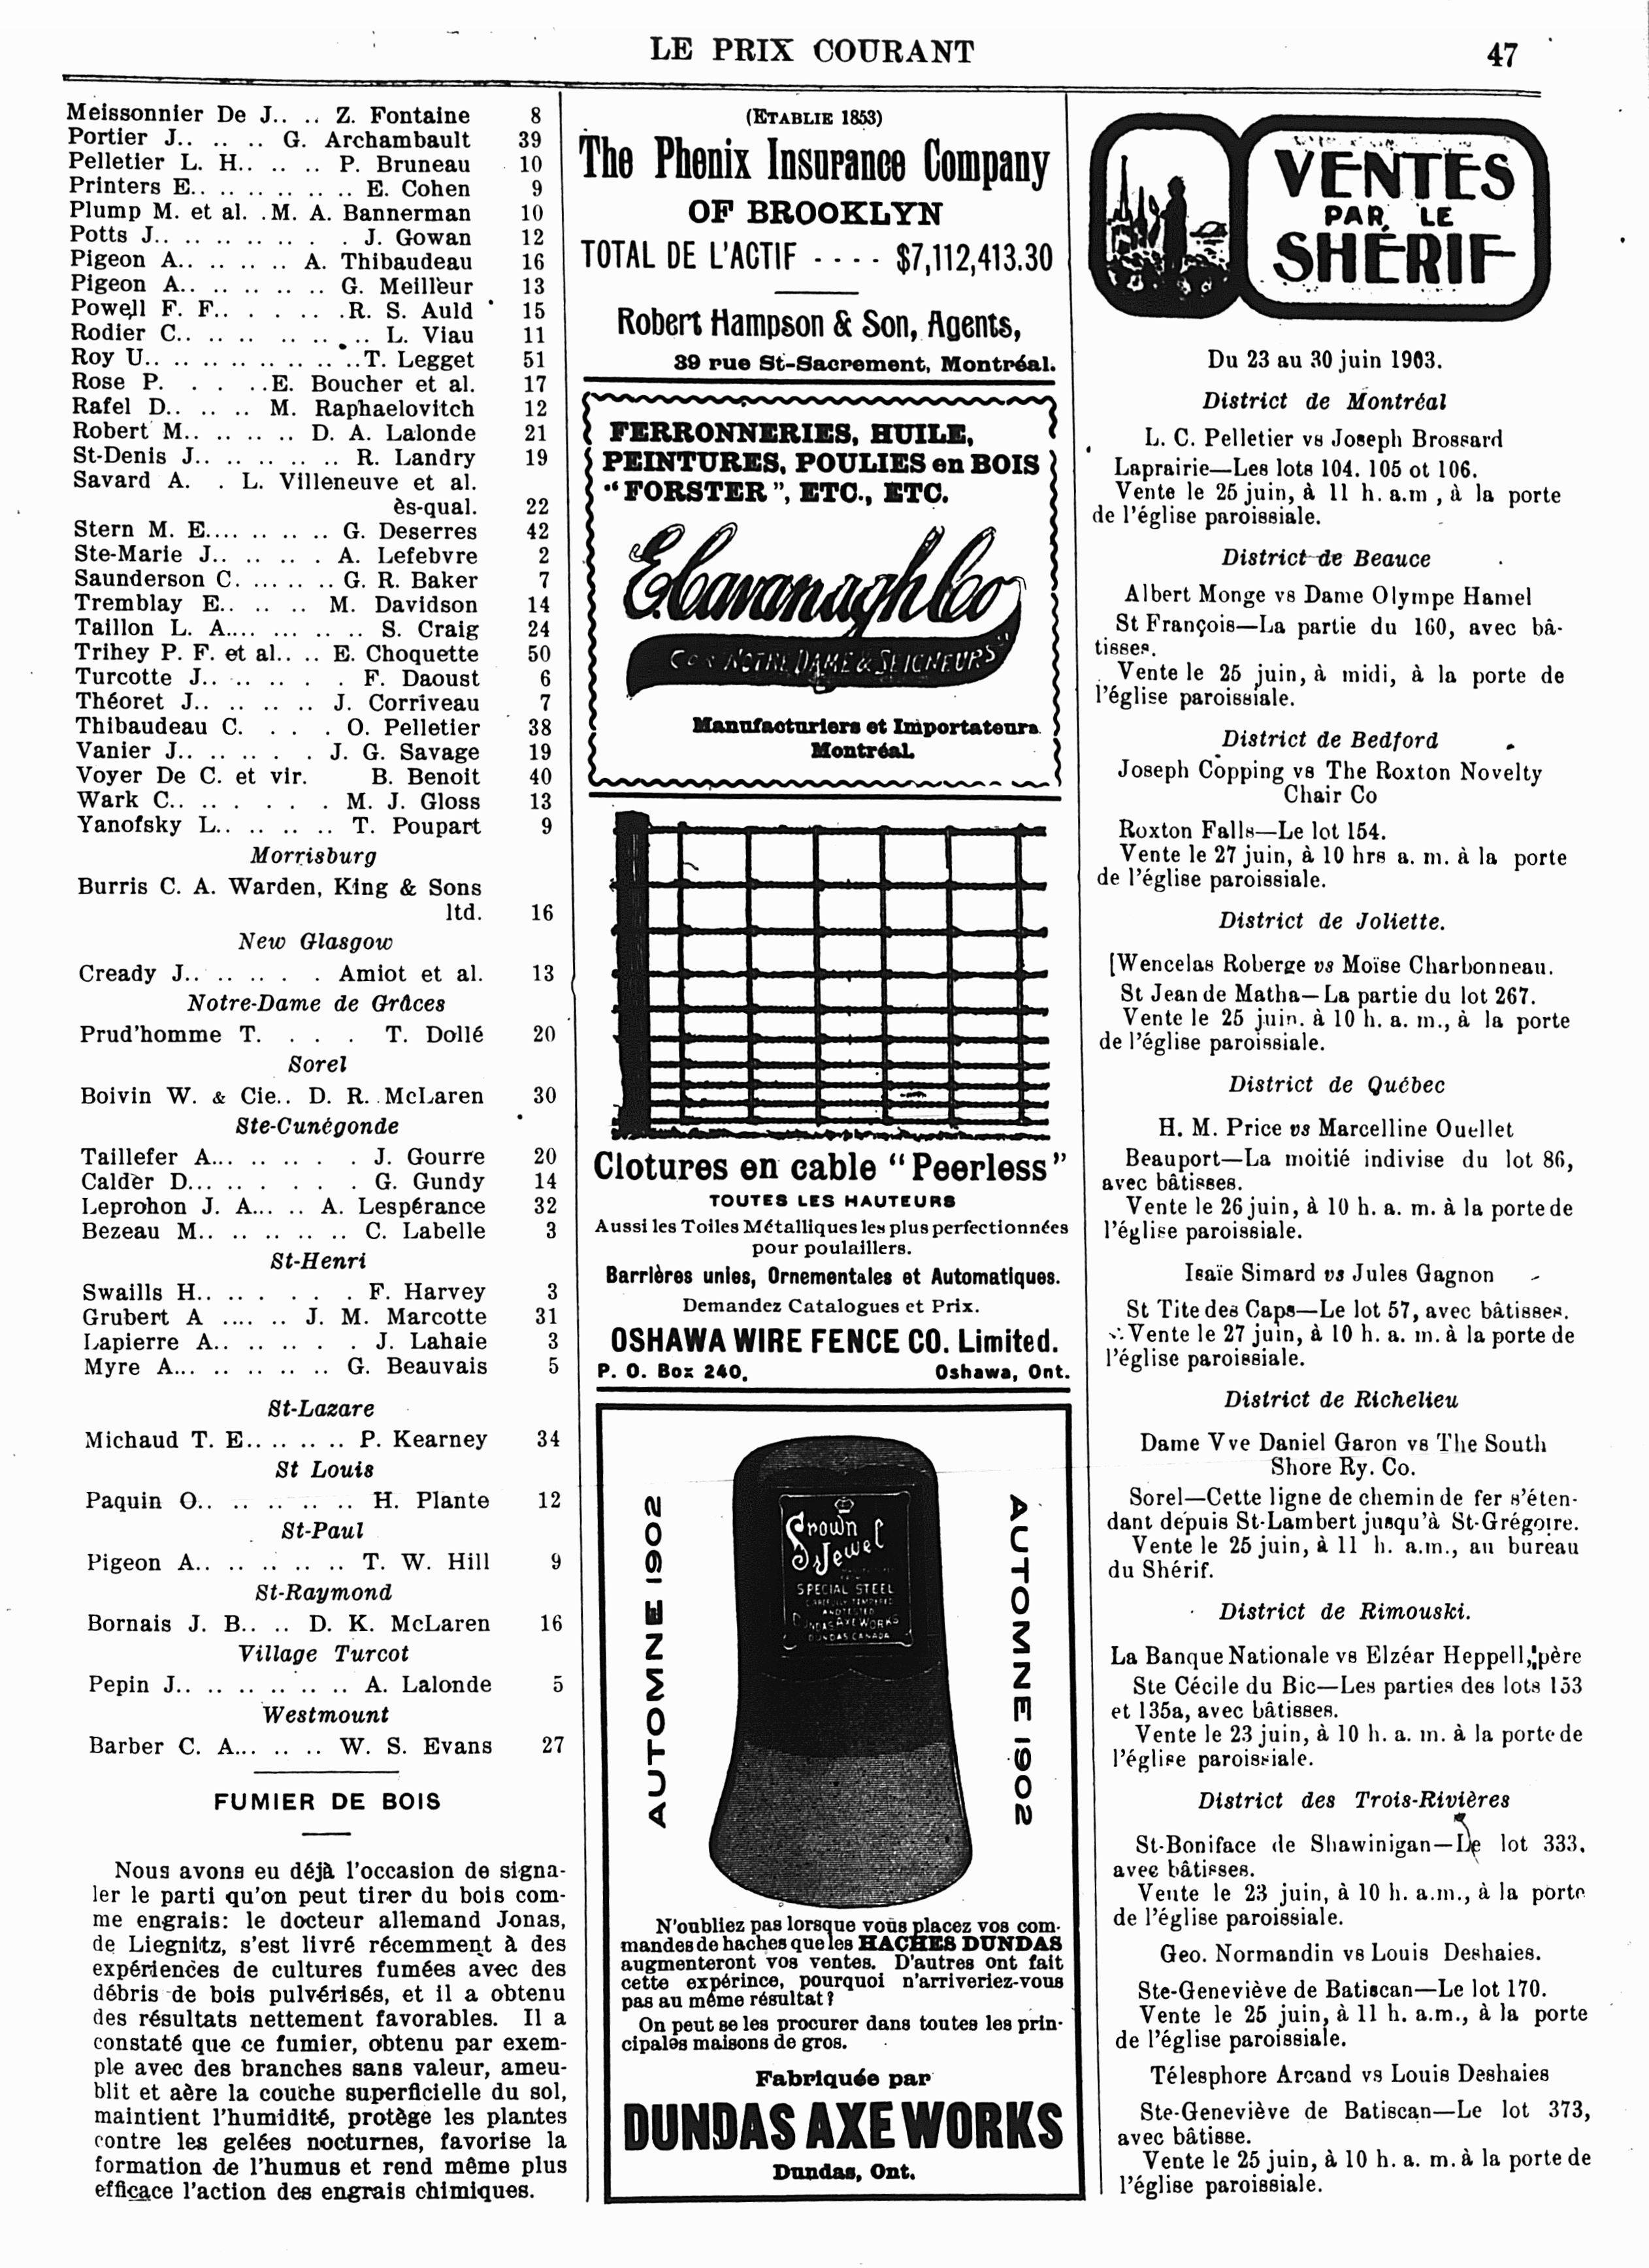 LE PRIX COURANT
47
Meissonnier De J.. .. Z. Fontaine 8
Portier J.. .. .. G. Archambault 39
Pelletier L. H.. .. .. P. Bruneau 10
Printers E.. .. .. .. .. .. E. Cohen 9
Plump M. et al. .M. A. Bannerman 10
Potts J.. .. .. .. .. . . J. Gowan 12
Pigeon A.. .. .. .. A. Thibaudeau 16
Pigeon A.. .. .. .. .. G. Meilleur 13
Powell F. F.. . . .. .R. S. Auld 15
Rodier C.. .. .. .. .. .. L. Viau 11
Roy U.. .. .. .. .. .. ..T. Legget 51
Rose P. . . ..E. Boucher et al. 17
Rafel D.. .. .. M. Raphaelovitch 12
Robert M.. .. .. .. D. A. Lalonde 21
St-Denis J.. .. .. .. .. R. Landry 19
Savard A. . L. Villeneuve et al.
ès-qual. 22
Stern M. E.... .. .. .. G. Deserres 42
Ste-Marie J.. .. .. . A. Lefebvre 2
Saunderson C. ... .. .. G. R. Baker 7
Tremblay E.. .. .. M. Davidson 14
Taillon L. A.... ... .. .. S. Craig 24
Trihey P. F. et al.. .. E. Choquette 50
Turcotte J.. .. .. . . F. Daoust 6
Théoret J.. .. .. .. J. Corriveau 7
Thibaudeau C. . . . O. Pelletier 38
Vanier J.. .. .. . . J. G. Savage 19
Voyer De C. et vir. B. Benoit 40
Wark C.. .. . . . . M. J. Gloss 13
Yanofsky L.. .. .. .. T. Poupart 9
Morrisburg
Burris C. A. Warden, King & Sons
ltd. 16
New Glasgow
Cready J.. .. .. . . Amiot et al. 13
Notre-Dame de Grâces
Prud'homme T. . . . T. Dollé 20
Sorel
Boivin W. & Cie.. D. R. McLaren 30
Ste-Cunégonde
Taillefer A... .. .. . . J. Gourre 20
Calder D... .. . . . . G. Gundy 14
Leprohon J. A... .. A. Lespérance 32
Bezeau M.. .. .. .. .. C. Labelle 3
St-Henri
Swaills H.. .. . . . . F. Harvey 3
Grubert A .... .. J. M. Marcotte 31
Lapierre A.. .. .. . . J. Lahaie 3
Myre A... .. .. .. .. G. Beauvais 5
St-Lazare
Michaud T. E.. .. .. .. P. Kearney 34
St Louis
Paquin O.. .. .. .. .. H. Plante 12
St-Paul
Pigeon A.. .. .. .. .. T. W. Hill 9
St-Raymond
Bornais J. B.. .. D. K. McLaren 16
Village Turcot
Pepin J.. .. .. .. .. .. A. Lalonde 5
Westmount
Barber C. A... .. .. W. S. Evans 27
FUMIER DE BOIS
Nous avons eu déjà l'occasion de signa-
ler le parti qu'on peut tirer du bois com-
me engrais: le docteur allemand Jonas,
de Liegnitz, s'est livré récemment à des
expériences de cultures fumées avec des
débris de bois pulvérisés, et il a obtenu
des résultats nettement favorables. Il a
constaté que ce fumier, obtenu par exem-
ple avec des branches sans valeur, ameu-
blit et aère la couche superficielle du sol,
maintient l'humidité, protège les plantes
contre les gelées nocturnes, favorise la
formation de l'humus et rend même plus
efficace l'action des engrais chimiques.
(ETABLIE 1853)
The Phenix Insurance Company
OF BROOKLYN
TOTAL DE L'ACTIF - - - - $7,112,413.30
Robert Hampson & Son, Agents,
39 rue St-Sacrement, Montréal.
FERRONNERIES, HUILE,
PEINTURES, POULIES en BOIS
"FORSTER", ETC., ETC.
E. Cavanagh Co
COR NOTRE DAME & SEIGNEURS
Manufacturiers et Importateurs
Montréal.
Clotures en cable "Peerless"
TOUTES LES HAUTEURS
Aussi les Toiles Métalliques les plus perfectionnées
pour poulaillers.
Barrières unies, Ornementales et Automatiques.
Demandez Catalogues et Prix.
OSHAWA WIRE FENCE CO. Limited.
P. O. Box 240, Oshawa, Ont.
AUTOMNE 1902
Crown
Jewel
SPECIAL STEEL
CAREFULLY TEMPERED
AND TESTED
DUNDAS AXE WORKS
DUNDAS CANADA
AUTOMNE 1902
N'oubliez pas lorsque vous placez vos com-
mandes de haches que les HACHES DUNDAS
augmenteront vos ventes. D'autres ont fait
cette expérince, pourquoi n'arriveriez-vous
pas au même résultat?
On peut se les procurer dans toutes les prin-
cipales maisons de gros.
Fabriquée par
DUNDAS AXE WORKS
Dundas, Ont.
VENTES
PAR LE
SHÉRIF
Du 23 au 30 juin 1903.
District de Montréal
L. C. Pelletier vs Joseph Brossard
Laprairie—Les lots 104. 105 ot 106.
Vente le 25 juin, à 11 h. a.m , à la porte
de l'église paroissiale.
District de Beauce
Albert Monge vs Dame Olympe Hamel
St François—La partie du 160, avec bâ-
tisses.
Vente le 25 juin, à midi, à la porte de
l'église paroissiale.
District de Bedford
Joseph Copping vs The Roxton Novelty
Chair Co
Roxton Falls—Le lot 154.
Vente le 27 juin, à 10 hrs a. m. à la porte
de l'église paroissiale.
District de Joliette.
[Wencelas Roberge vs Moïse Charbonneau.
St Jean de Matha—La partie du lot 267.
Vente le 25 juin. à 10 h. a. m., à la porte
de l'église paroissiale.
District de Québec
H. M. Price vs Marcelline Ouellet
Beauport—La moitié indivise du lot 86,
avec bâtisses.
Vente le 26 juin, à 10 h. a. m. à la porte de
l'église paroissiale.
Isaïe Simard vs Jules Gagnon
St Tite des Caps—Le lot 57, avec bâtisses.
Vente le 27 juin, à 10 h. a. m. à la porte de
l'église paroissiale.
District de Richelieu
Dame Vve Daniel Garon vs The South
Shore Ry. Co.
Sorel—Cette ligne de chemin de fer s'éten-
dant depuis St-Lambert jusqu'à St-Grégoire.
Vente le 25 juin, à 11 h. a.m., au bureau
du Shérif.
District de Rimouski.
La Banque Nationale vs Elzéar Heppell, père
Ste Cécile du Bic—Les parties des lots 153
et 135a, avec bâtisses.
Vente le 23 juin, à 10 h. a. m. à la porte de
l'église paroissiale.
District des Trois-Rivières
St-Boniface de Shawinigan—Le lot 333.
avec bâtisses.
Vente le 23 juin, à 10 h. a.m., à la porte
de l'église paroissiale.
Geo. Normandin vs Louis Deshaies.
Ste-Geneviève de Batiscan—Le lot 170.
Vente le 25 juin, à 11 h. a.m., à la porte
de l'église paroissiale.
Télesphore Arcand vs Louis Deshaies
Ste-Geneviève de Batiscan—Le lot 373,
avec bâtisse.
Vente le 25 juin, à 10 h. a. m. à la porte de
l'église paroissiale.